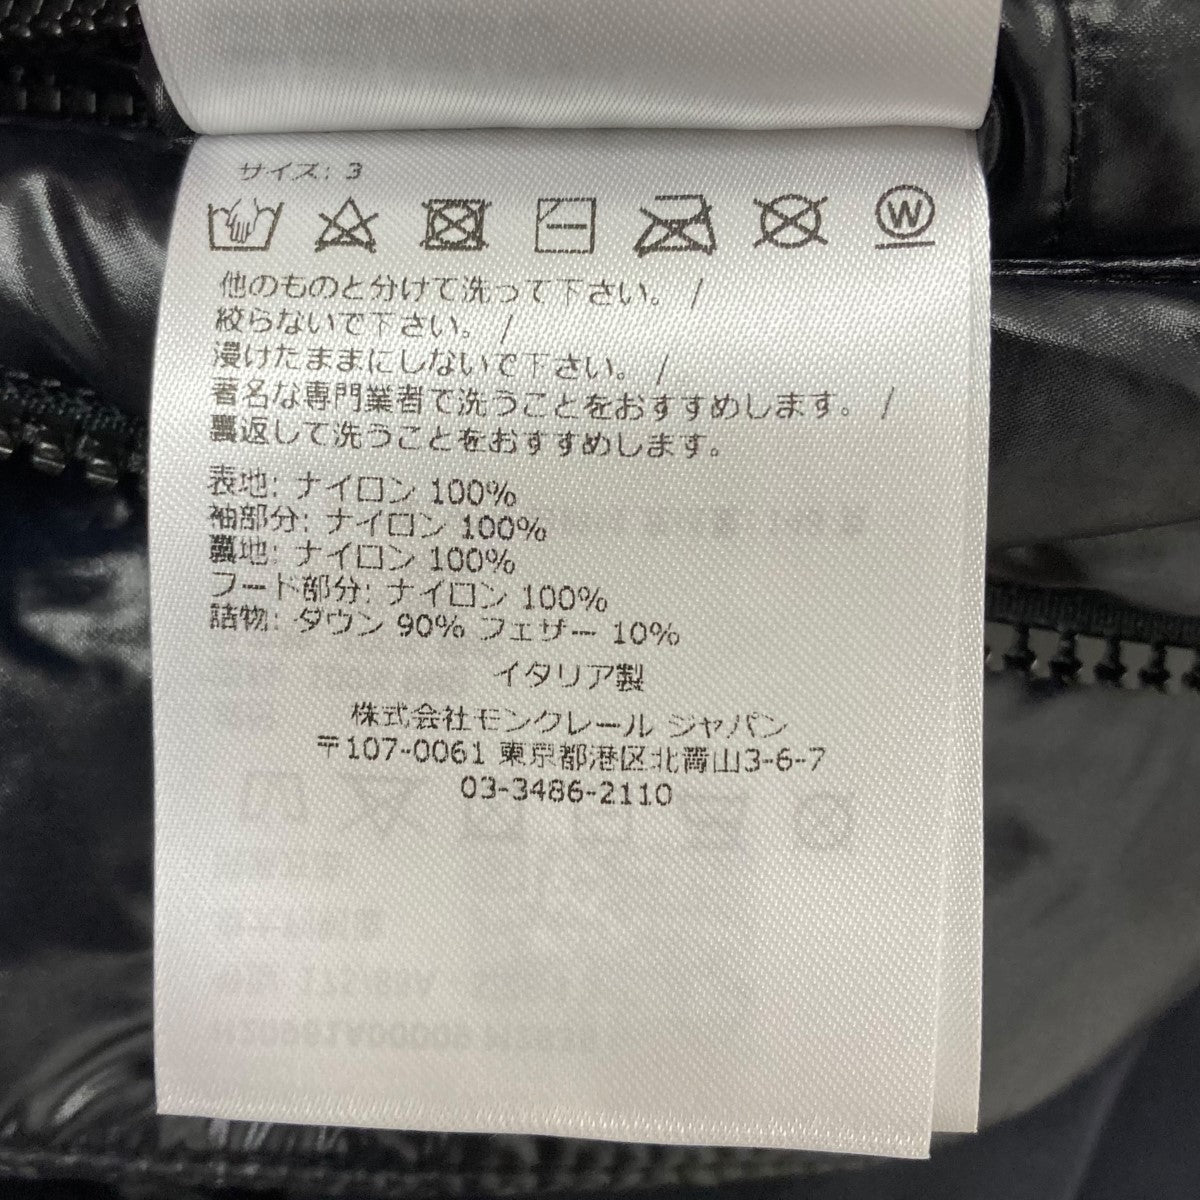 サイズ: 3
W
他のものと分けて洗って下さい。 /
絞らないで下さい。 /
浸けたままにしないで下さい。 /
著名な専門業者で洗うことをおすすめします。 /
裏返して洗うことをおすすめします。
表地: ナイロン 100%
袖部分: ナイロン 100%
裏地: ナイロン 100%
フード部分: ナイロン 100%
詰物: ダウン 90% フェザー 10%
イタリア製
株式会社モンクレール ジャパン
〒107-0061 東京都港区北青山3-6-7
03-3486-2110